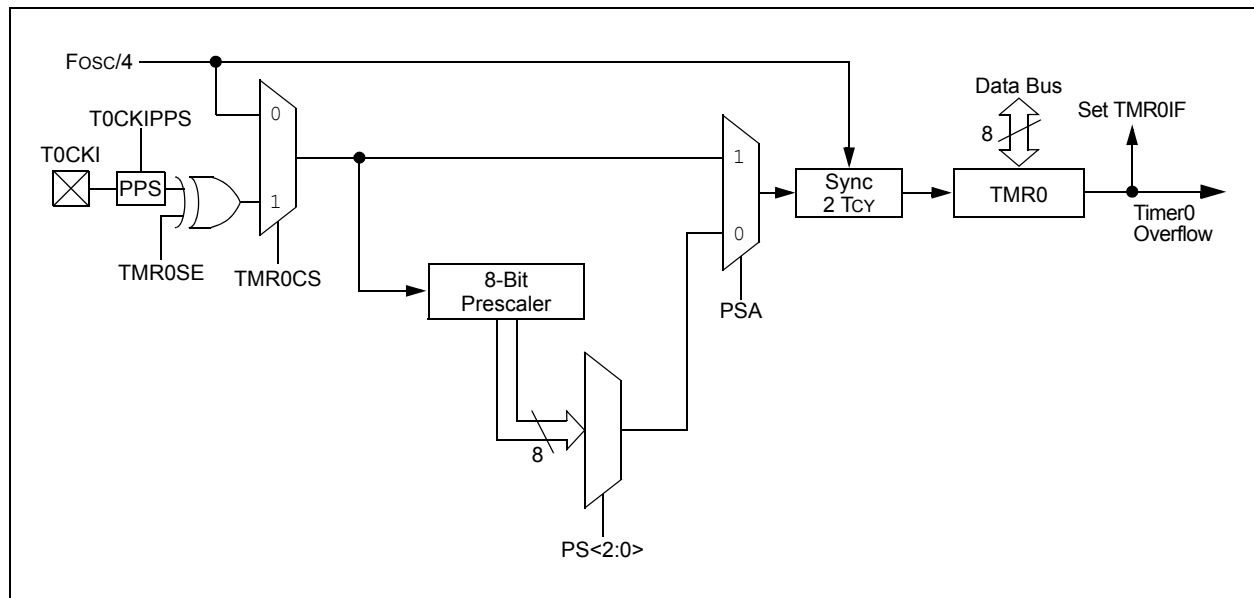 FOSC/4
Data Bus
T0CKIPPS
0
Set TMR0IF
8
T0CKI
1
PPS
Sync
2 TCY
TMR0
1
Timer0
Overflow
0
TMR0SE
TMR0CS
8-Bit
Prescaler
PSA
8
PS<2:0>